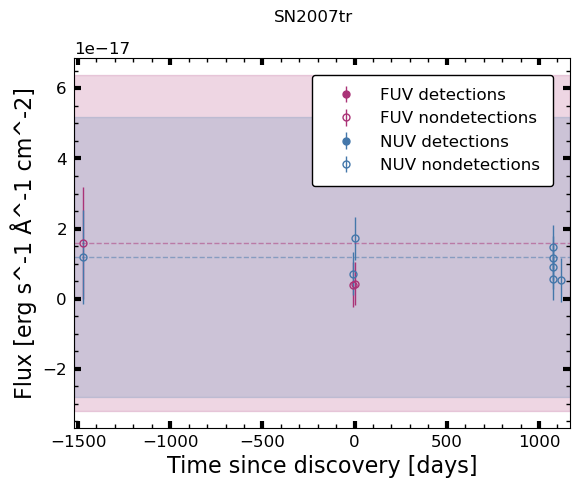 SN2007tr
1e−17
6
4
2
0
−2
FUV detections
FUV nondetections
NUV detections
NUV nondetections
−1500 −1000 −500 0 500 1000
Time since discovery [days]
Flux [erg s^-1 Å^-1 cm^-2]